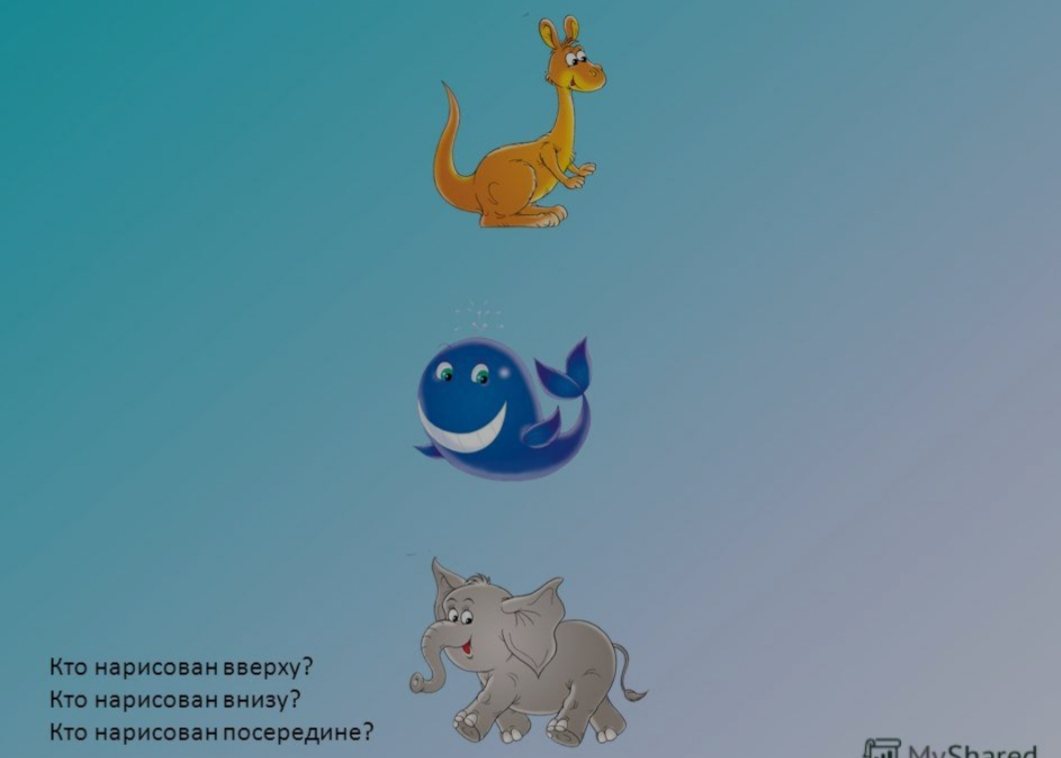 Кто нарисован вверху?
Кто нарисован внизу?
Кто нарисован посередине?
MyShared